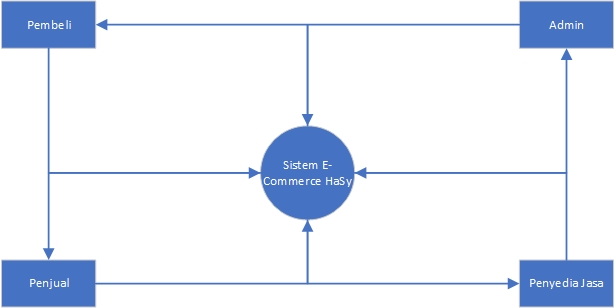 Pembeli
Admin
Sistem E-
Commerce HaSy
Penjual
Penyedia Jasa